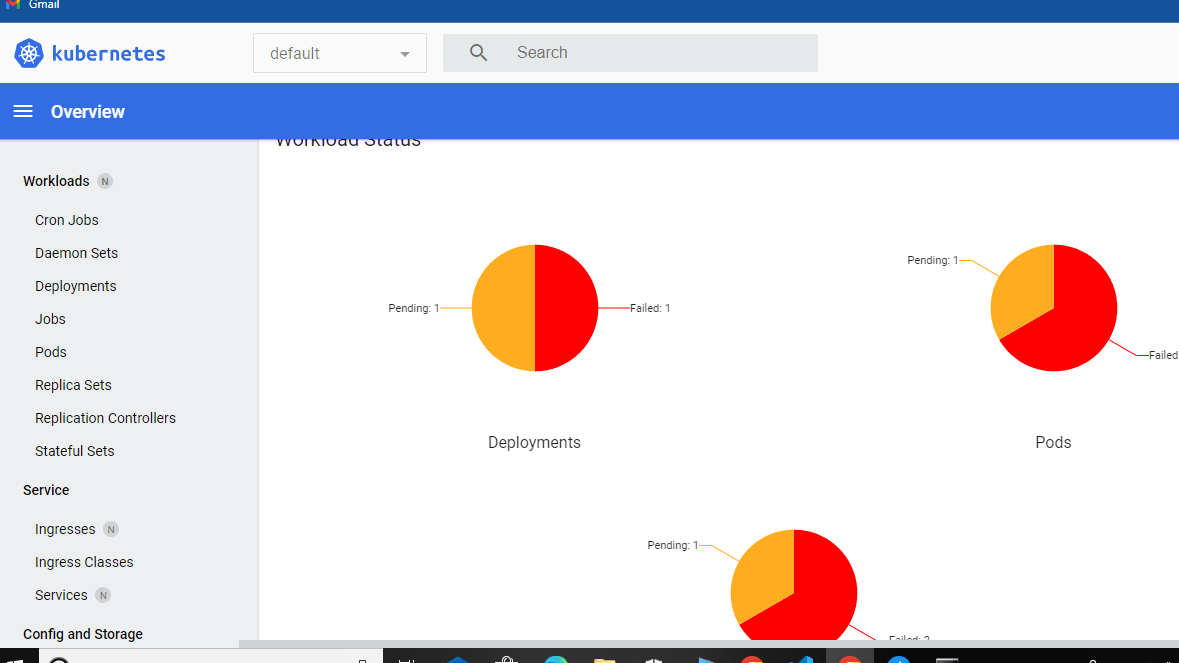 Gmail
kubernetes
default
Search
Overview
Workload Status
Workloads N
Cron Jobs
Daemon Sets
Deployments
Jobs
Pods
Replica Sets
Replication Controllers
Stateful Sets
Service
Ingresses N
Ingress Classes
Services N
Config and Storage
Pending: 1
Failed: 1
Deployments
Pending: 1
Failed
Pods
Pending: 1
Failed: 2